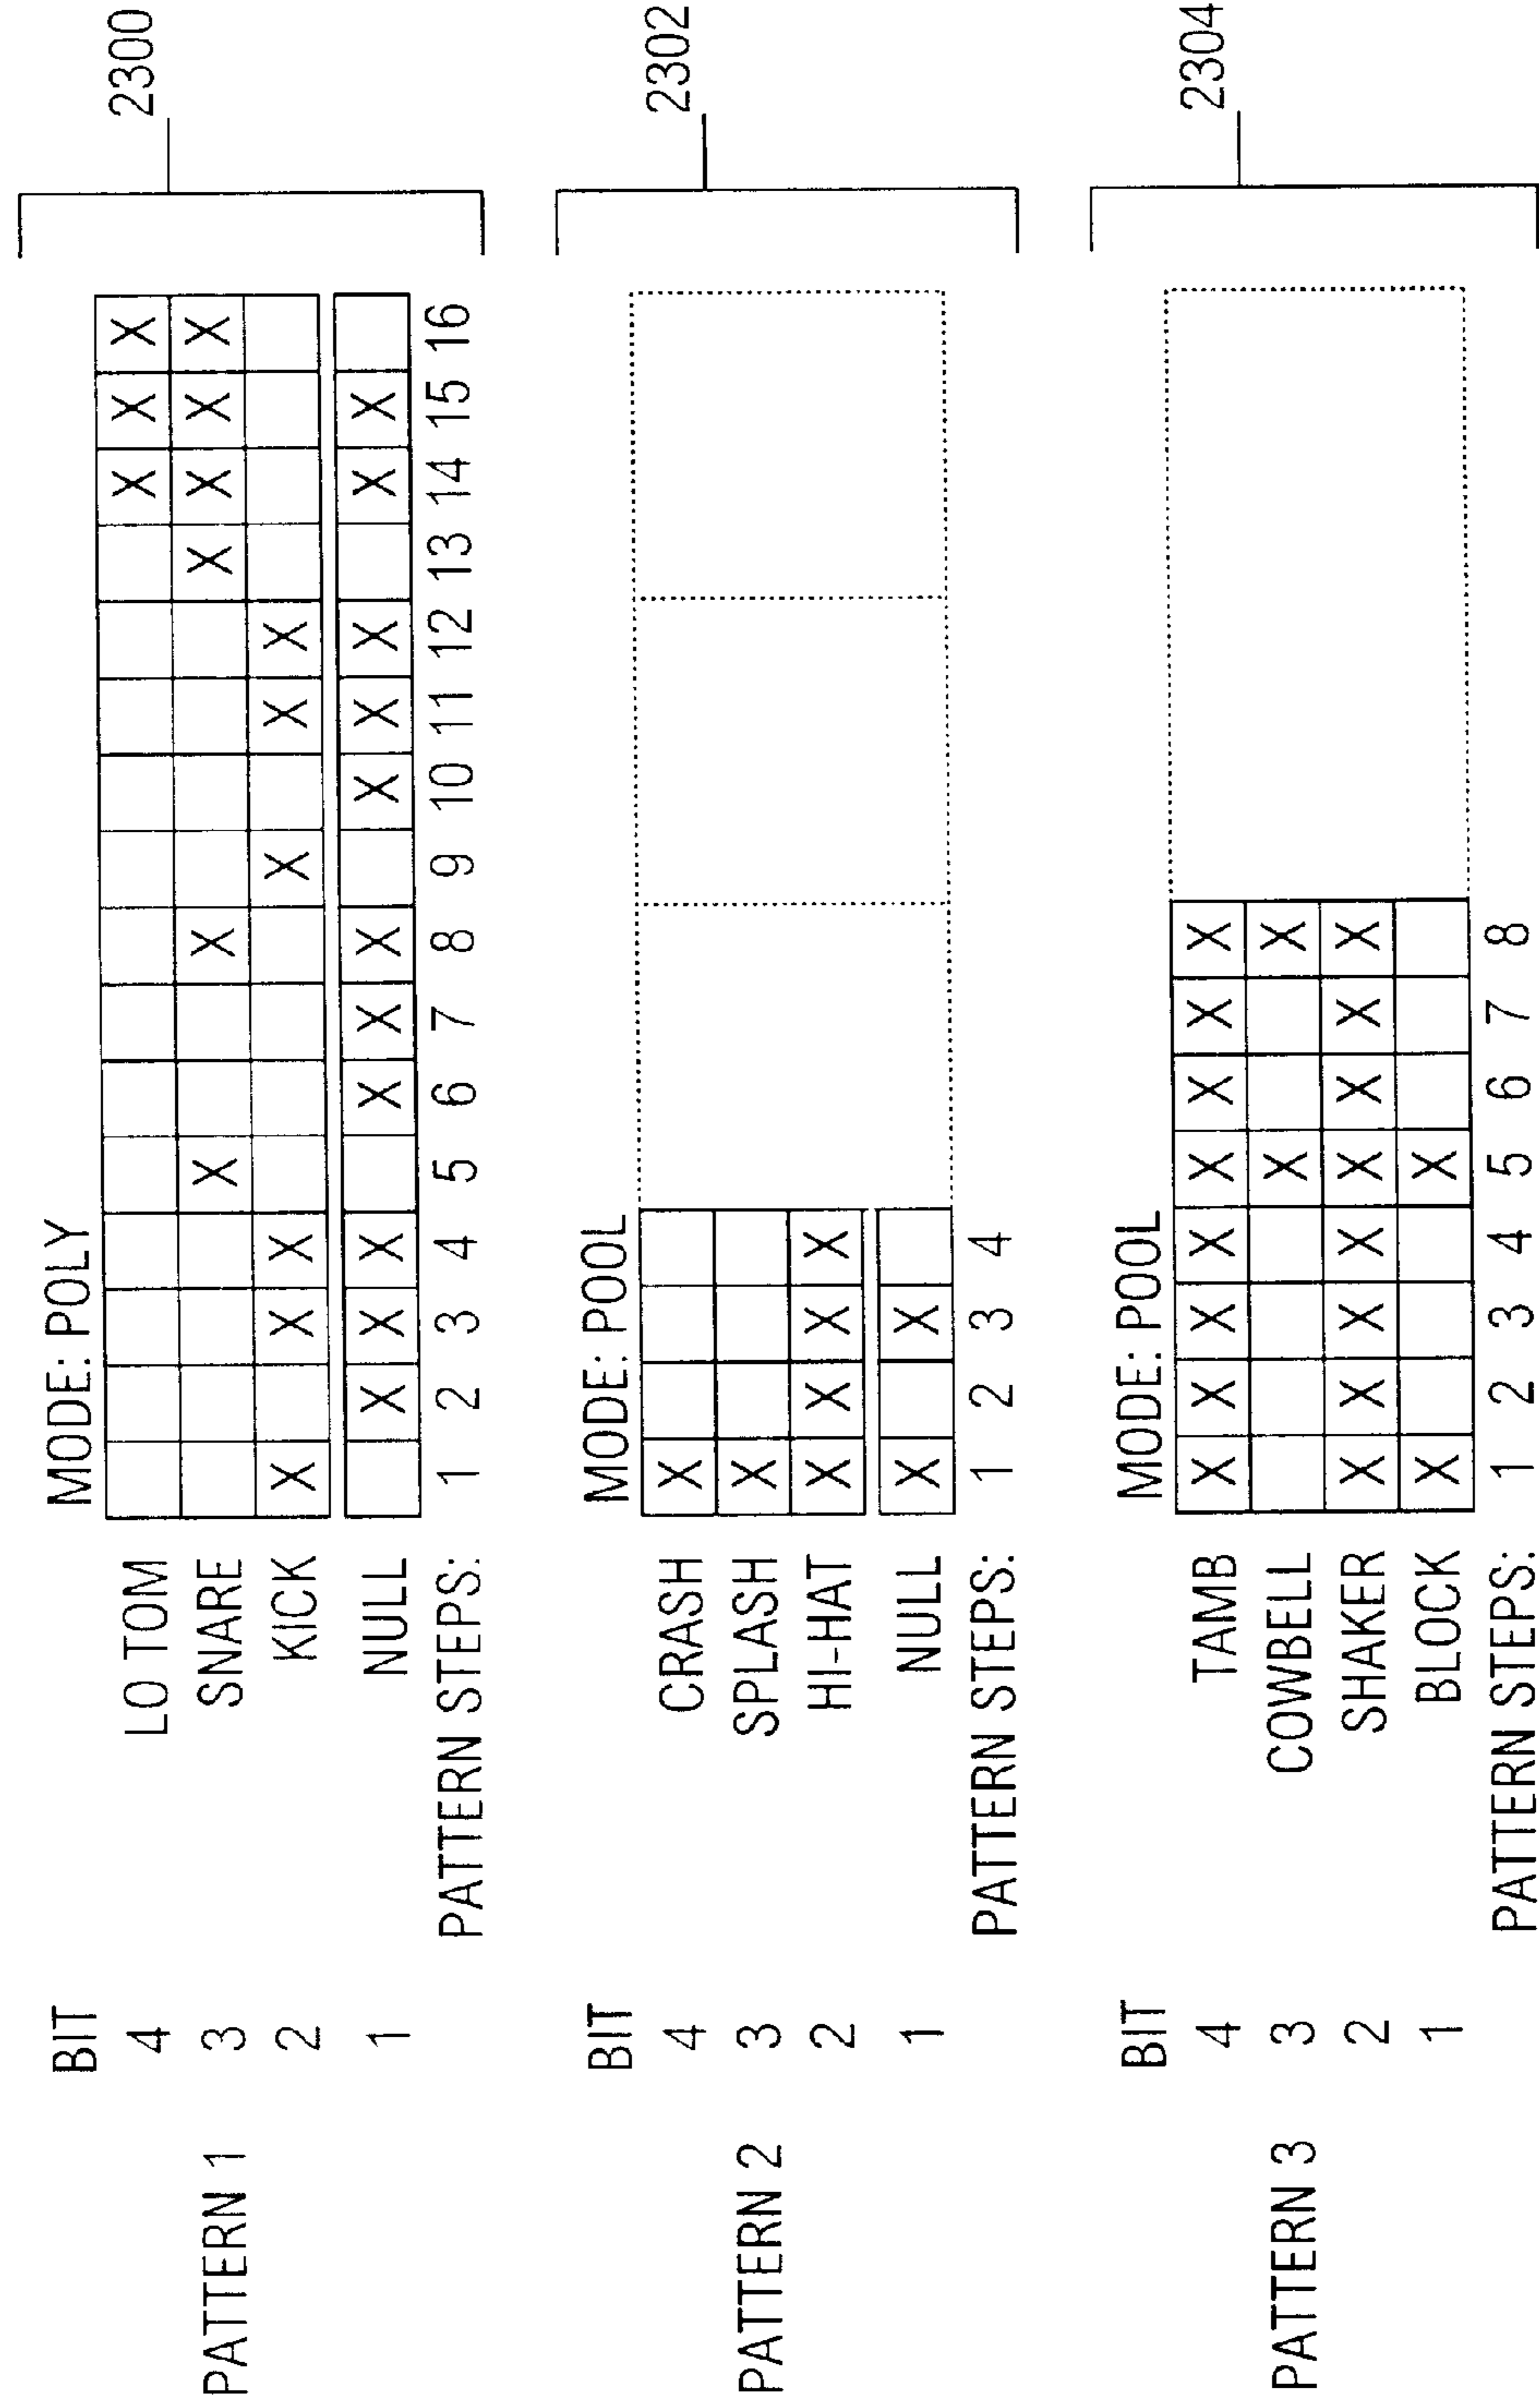 PATTERN 1
BIT
MODE: POLY
4 LO TOM X X X
3 SNARE X X X X X X
2 KICK X X X X X X
1 NULL X X X X X X X X X X X
PATTERN STEPS: 1 2 3 4 5 6 7 8 9 10 11 12 13 14 15 16
2300
PATTERN 2
BIT
MODE: POOL
4 CRASH X
3 SPLASH X
2 HI-HAT X X X X
1 NULL X X
PATTERN STEPS: 1 2 3 4
2302
PATTERN 3
BIT
MODE: POOL
4 TAMB X X X X X X X X
3 COWBELL X X
2 SHAKER X X X X X X X X
1 BLOCK X X
PATTERN STEPS: 1 2 3 4 5 6 7 8
2304